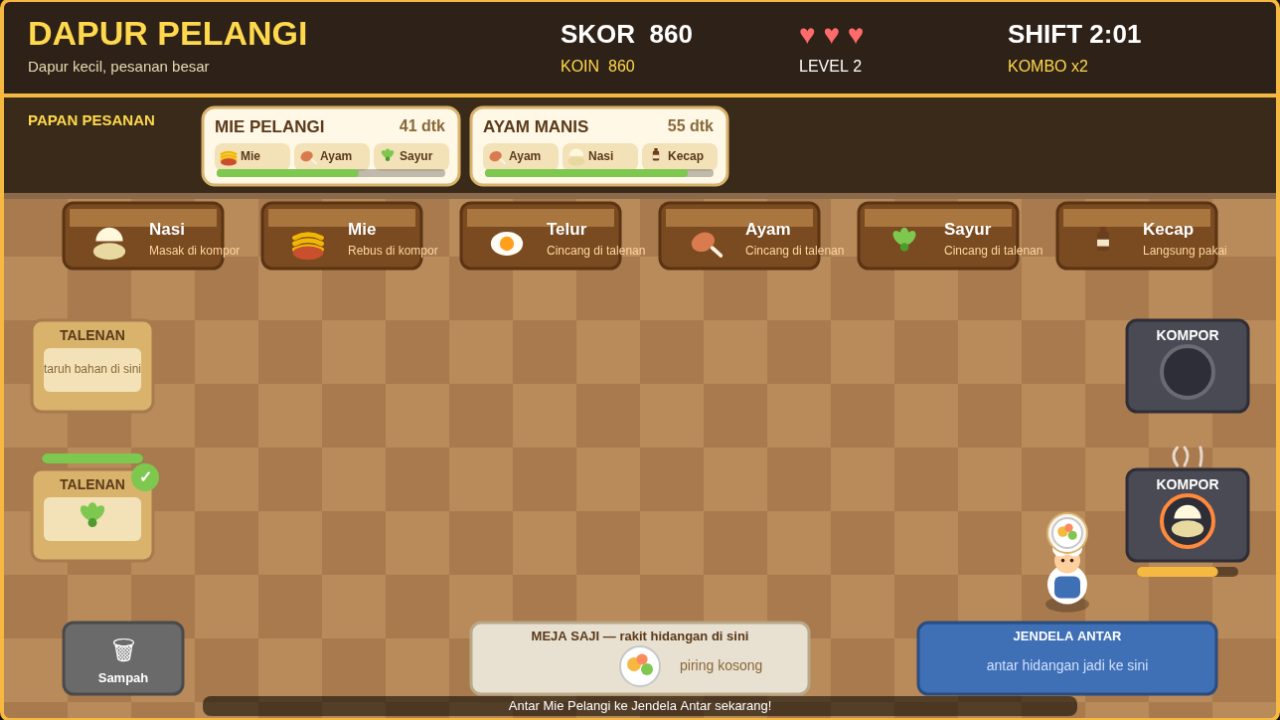 DAPUR PELANGI
Dapur kecil, pesanan besar
SKOR 860
KOIN 860
LEVEL 2
SHIFT 2:01
KOMBO x2
PAPAN PESANAN
MIE PELANGI 41 dtk
Mie Ayam Sayur
AYAM MANIS 55 dtk
Ayam Nasi Kecap
Nasi
Masak di kompor
Mie
Rebus di kompor
Telur
Cincang di talenan
Ayam
Cincang di talenan
Sayur
Cincang di talenan
Kecap
Langsung pakai
TALENAN
taruh bahan di sini
KOMPOR
TALENAN
KOMPOR
Sampah
MEJA SAJI — rakit hidangan di sini
piring kosong
JENDELA ANTAR
antar hidangan jadi ke sini
Antar Mie Pelangi ke Jendela Antar sekarang!